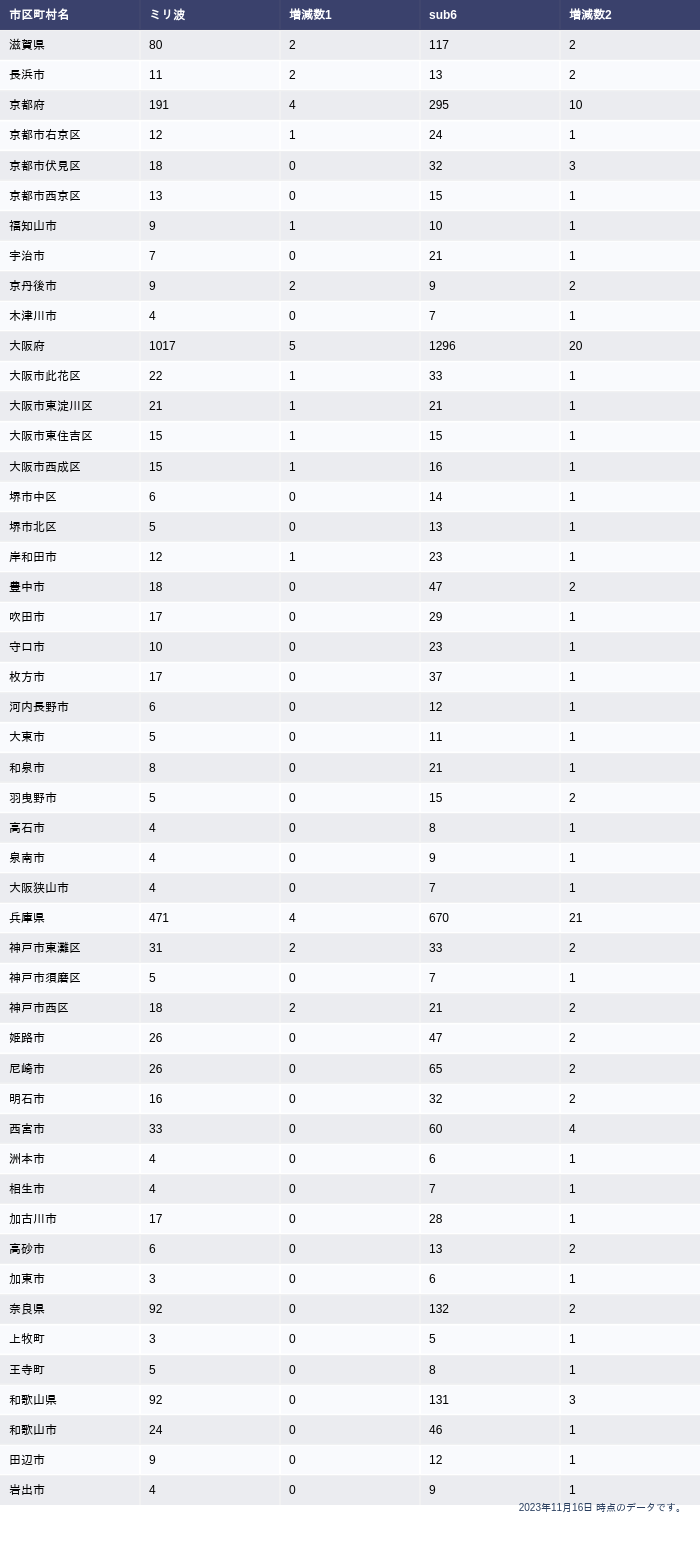 市区町村名 ミリ波 増減数1 sub6 増減数2
滋賀県 80 2 117 2
長浜市 11 2 13 2
京都府 191 4 295 10
京都市右京区 12 1 24 1
京都市伏見区 18 0 32 3
京都市西京区 13 0 15 1
福知山市 9 1 10 1
宇治市 7 0 21 1
京丹後市 9 2 9 2
木津川市 4 0 7 1
大阪府 1017 5 1296 20
大阪市此花区 22 1 33 1
大阪市東淀川区 21 1 21 1
大阪市東住吉区 15 1 15 1
大阪市西成区 15 1 16 1
堺市中区 6 0 14 1
堺市北区 5 0 13 1
岸和田市 12 1 23 1
豊中市 18 0 47 2
吹田市 17 0 29 1
守口市 10 0 23 1
枚方市 17 0 37 1
河内長野市 6 0 12 1
大東市 5 0 11 1
和泉市 8 0 21 1
羽曳野市 5 0 15 2
高石市 4 0 8 1
泉南市 4 0 9 1
大阪狭山市 4 0 7 1
兵庫県 471 4 670 21
神戸市東灘区 31 2 33 2
神戸市須磨区 5 0 7 1
神戸市西区 18 2 21 2
姫路市 26 0 47 2
尼崎市 26 0 65 2
明石市 16 0 32 2
西宮市 33 0 60 4
洲本市 4 0 6 1
相生市 4 0 7 1
加古川市 17 0 28 1
高砂市 6 0 13 2
加東市 3 0 6 1
奈良県 92 0 132 2
上牧町 3 0 5 1
王寺町 5 0 8 1
和歌山県 92 0 131 3
和歌山市 24 0 46 1
田辺市 9 0 12 1
岩出市 4 0 9 1
2023年11月16日 時点のデータです。